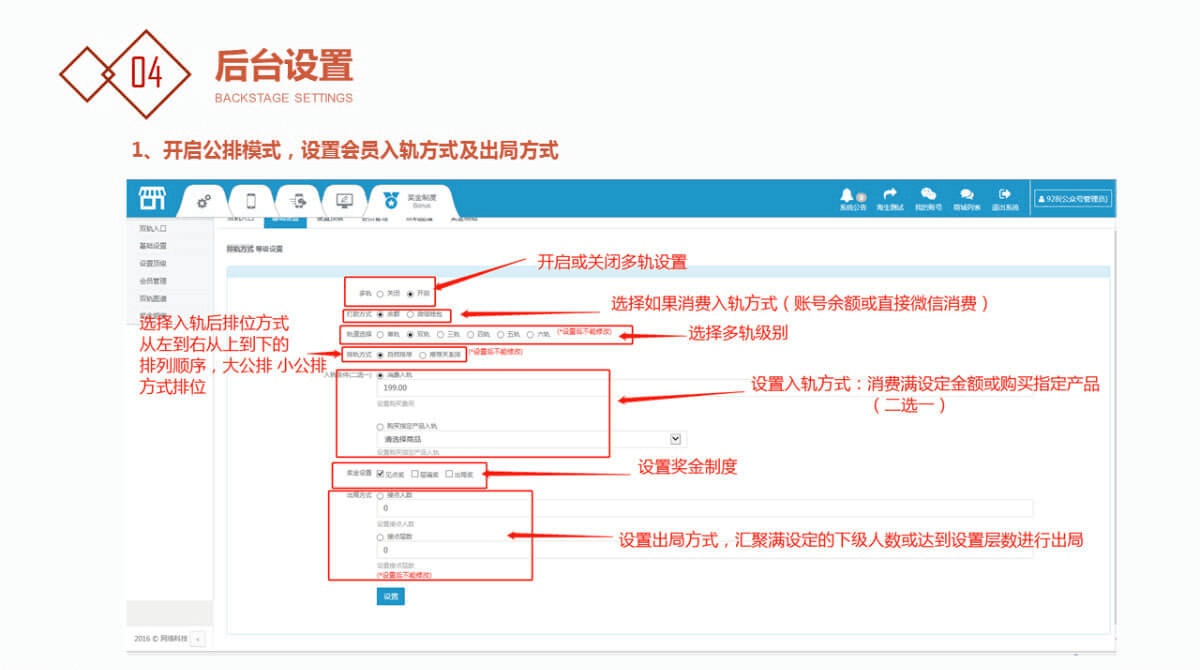 04
后台设置
BACKSTAGE SETTINGS
1、开启公排模式，设置会员入轨方式及出局方式
奖金制度
Bonus
系统公告
我的账号
商城列表
退出系统
928(公众号管理员)
双轨入口
基础设置
设置顶级
会员管理
双轨图谱
排轨方式 等级设置
开启或关闭多轨设置
多轨 关闭 开启
选择如果消费入轨方式（账号余额或直接微信消费）
打款方式 余额 微信钱包
选择入轨后排位方式
从左到右从上到下的
排列顺序，大公排 小公排
方式排位
轨道选择 单轨 双轨 三轨 四轨 五轨 六轨 (*设置后不能修改)
选择多轨级别
排轨方式 自然排序 推荐关系排 (*设置后不能修改)
入轨条件(二选一) 消费入轨
199.00
设置购买费用
设置入轨方式：消费满设定金额或购买指定产品
（二选一）
购买指定产品入轨
请选择商品
设置购买指定产品入轨
奖金设置 见点奖 层碰奖 出局奖
设置奖金制度
出局方式 接点人数
0
设置接点人数
接点层数
0
设置接点层数
(*设置后不能修改)
设置出局方式，汇聚满设定的下级人数或达到设置层数进行出局
设置
2016 © 网络科技